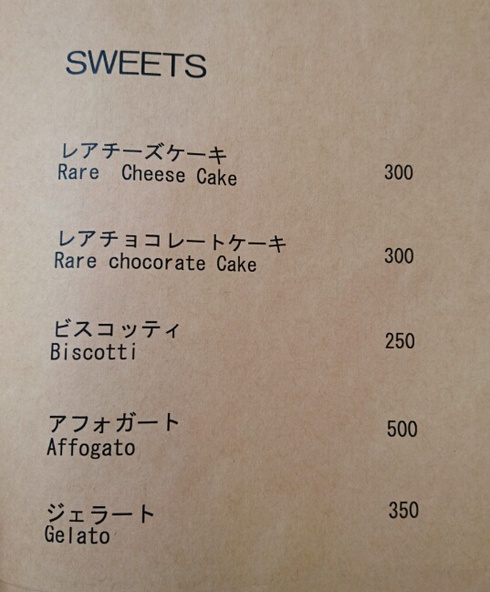 SWEETS
レアチーズケーキ
Rare Cheese Cake 300
レアチョコレートケーキ
Rare chocorate Cake 300
ビスコッティ
Biscotti 250
アフォガート
Affogato 500
ジェラート
Gelato 350